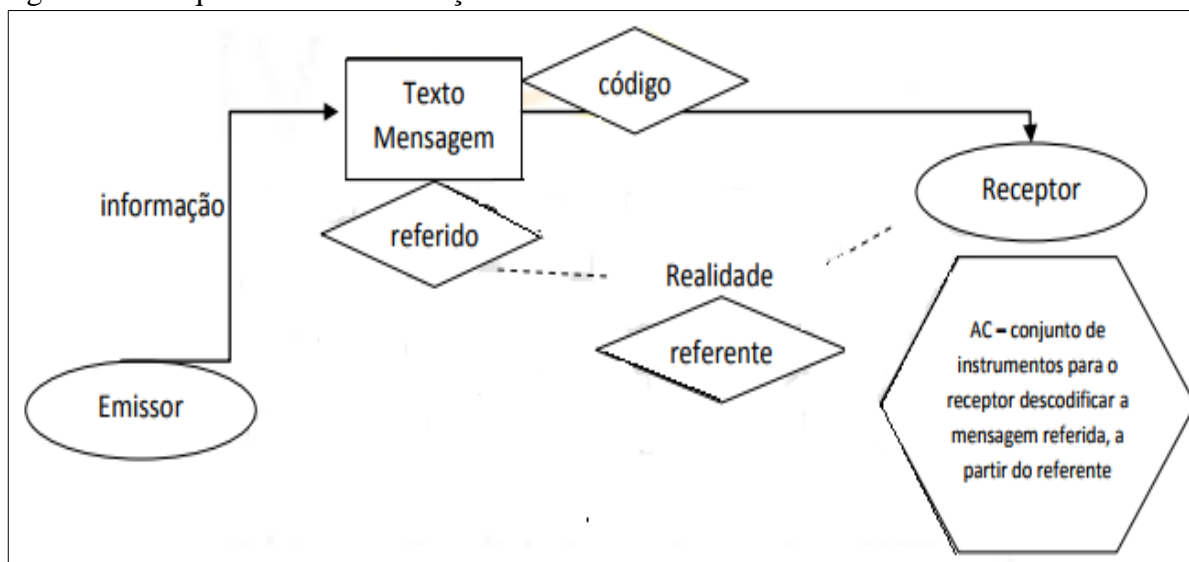 código
Texto
Mensagem
Receptor
informação
referido
Realidade
referente
AC – conjunto de
instrumentos para o
receptor descodificar a
mensagem referida, a
partir do referente
Emissor